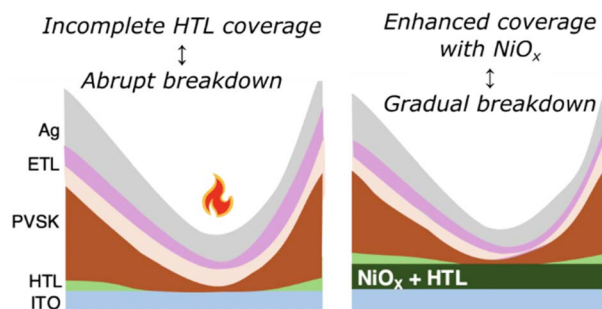 Incomplete HTL coverage
↕
Abrupt breakdown
Ag
ETL
PVSK
HTL
ITO
Enhanced coverage
with NiOₓ
↕
Gradual breakdown
NiOₓ + HTL